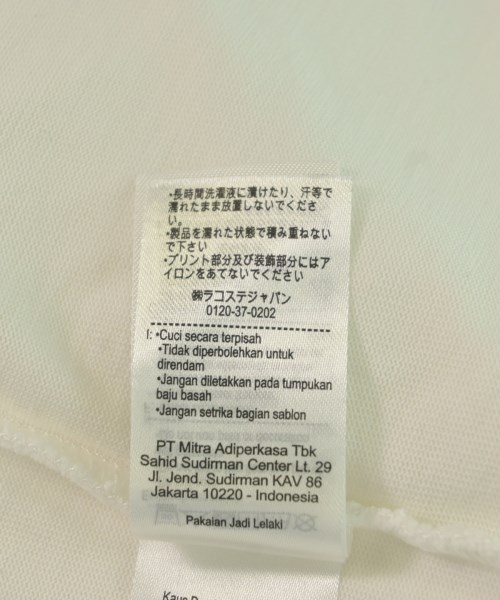 •長時間洗濯液に漬けたり、汗等で
濡れたまま放置しないでくださ
い。
•製品を濡れた状態で積み重ねない
で下さい
•プリント部分及び装飾部分にはア
イロンをあてないでください
㈱ラコステジャパン
0120-37-0202
I: •Cuci secara terpisah
•Tidak diperbolehkan untuk
direndam
•Jangan diletakkan pada tumpukan
baju basah
•Jangan setrika bagian sablon
PT Mitra Adiperkasa Tbk
Sahid Sudirman Center Lt. 29
Jl. Jend. Sudirman KAV 86
Jakarta 10220 - Indonesia
Pakaian Jadi Lelaki